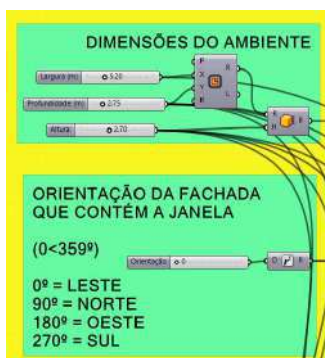 DIMENSÕES DO AMBIENTE
P
Largura (m) 5.20
X
R
Y
Profundidade (m) 2.75
R
L
Altura 2.70
H
ORIENTAÇÃO DA FACHADA
QUE CONTÉM A JANELA
(0<359º)
Orientação 0
D
R
0º = LESTE
90º = NORTE
180º = OESTE
270º = SUL